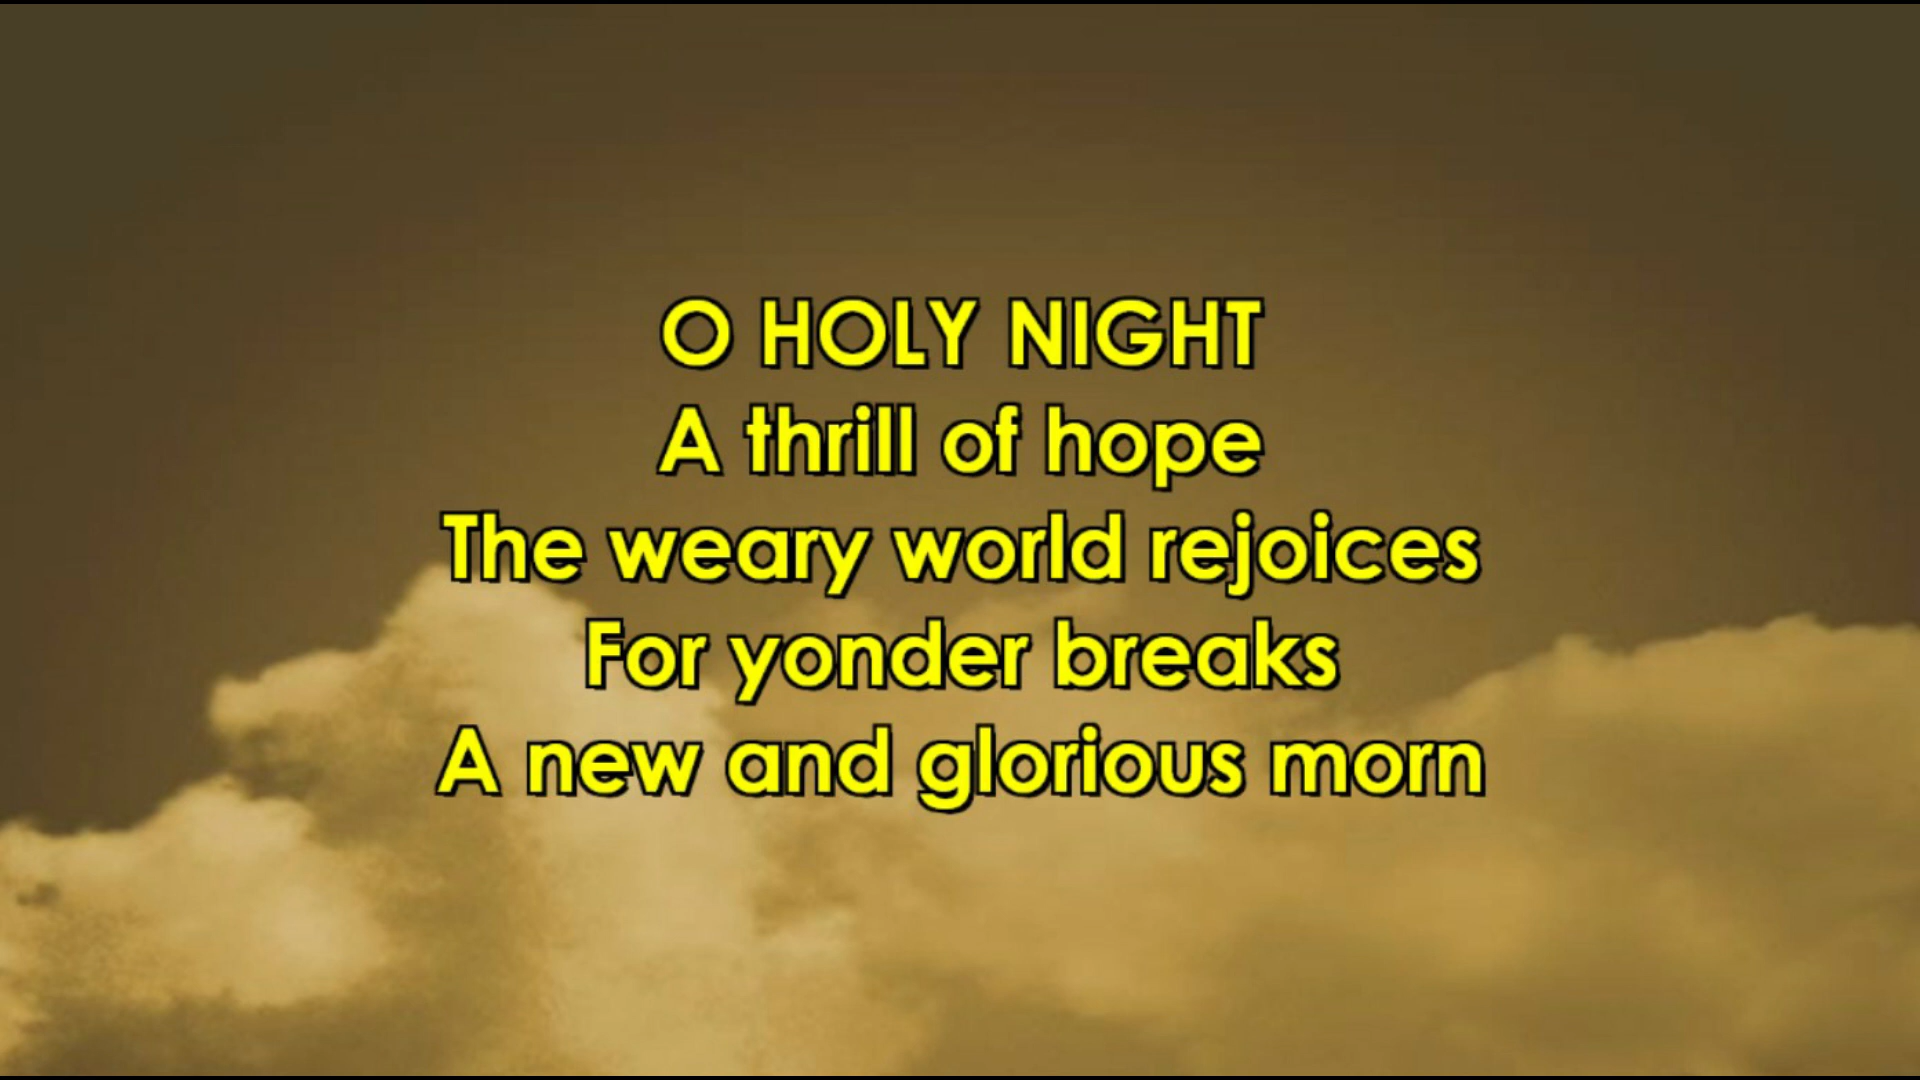 O HOLY NIGHT
A thrill of hope
The weary world rejoices
For yonder breaks
A new and glorious morn